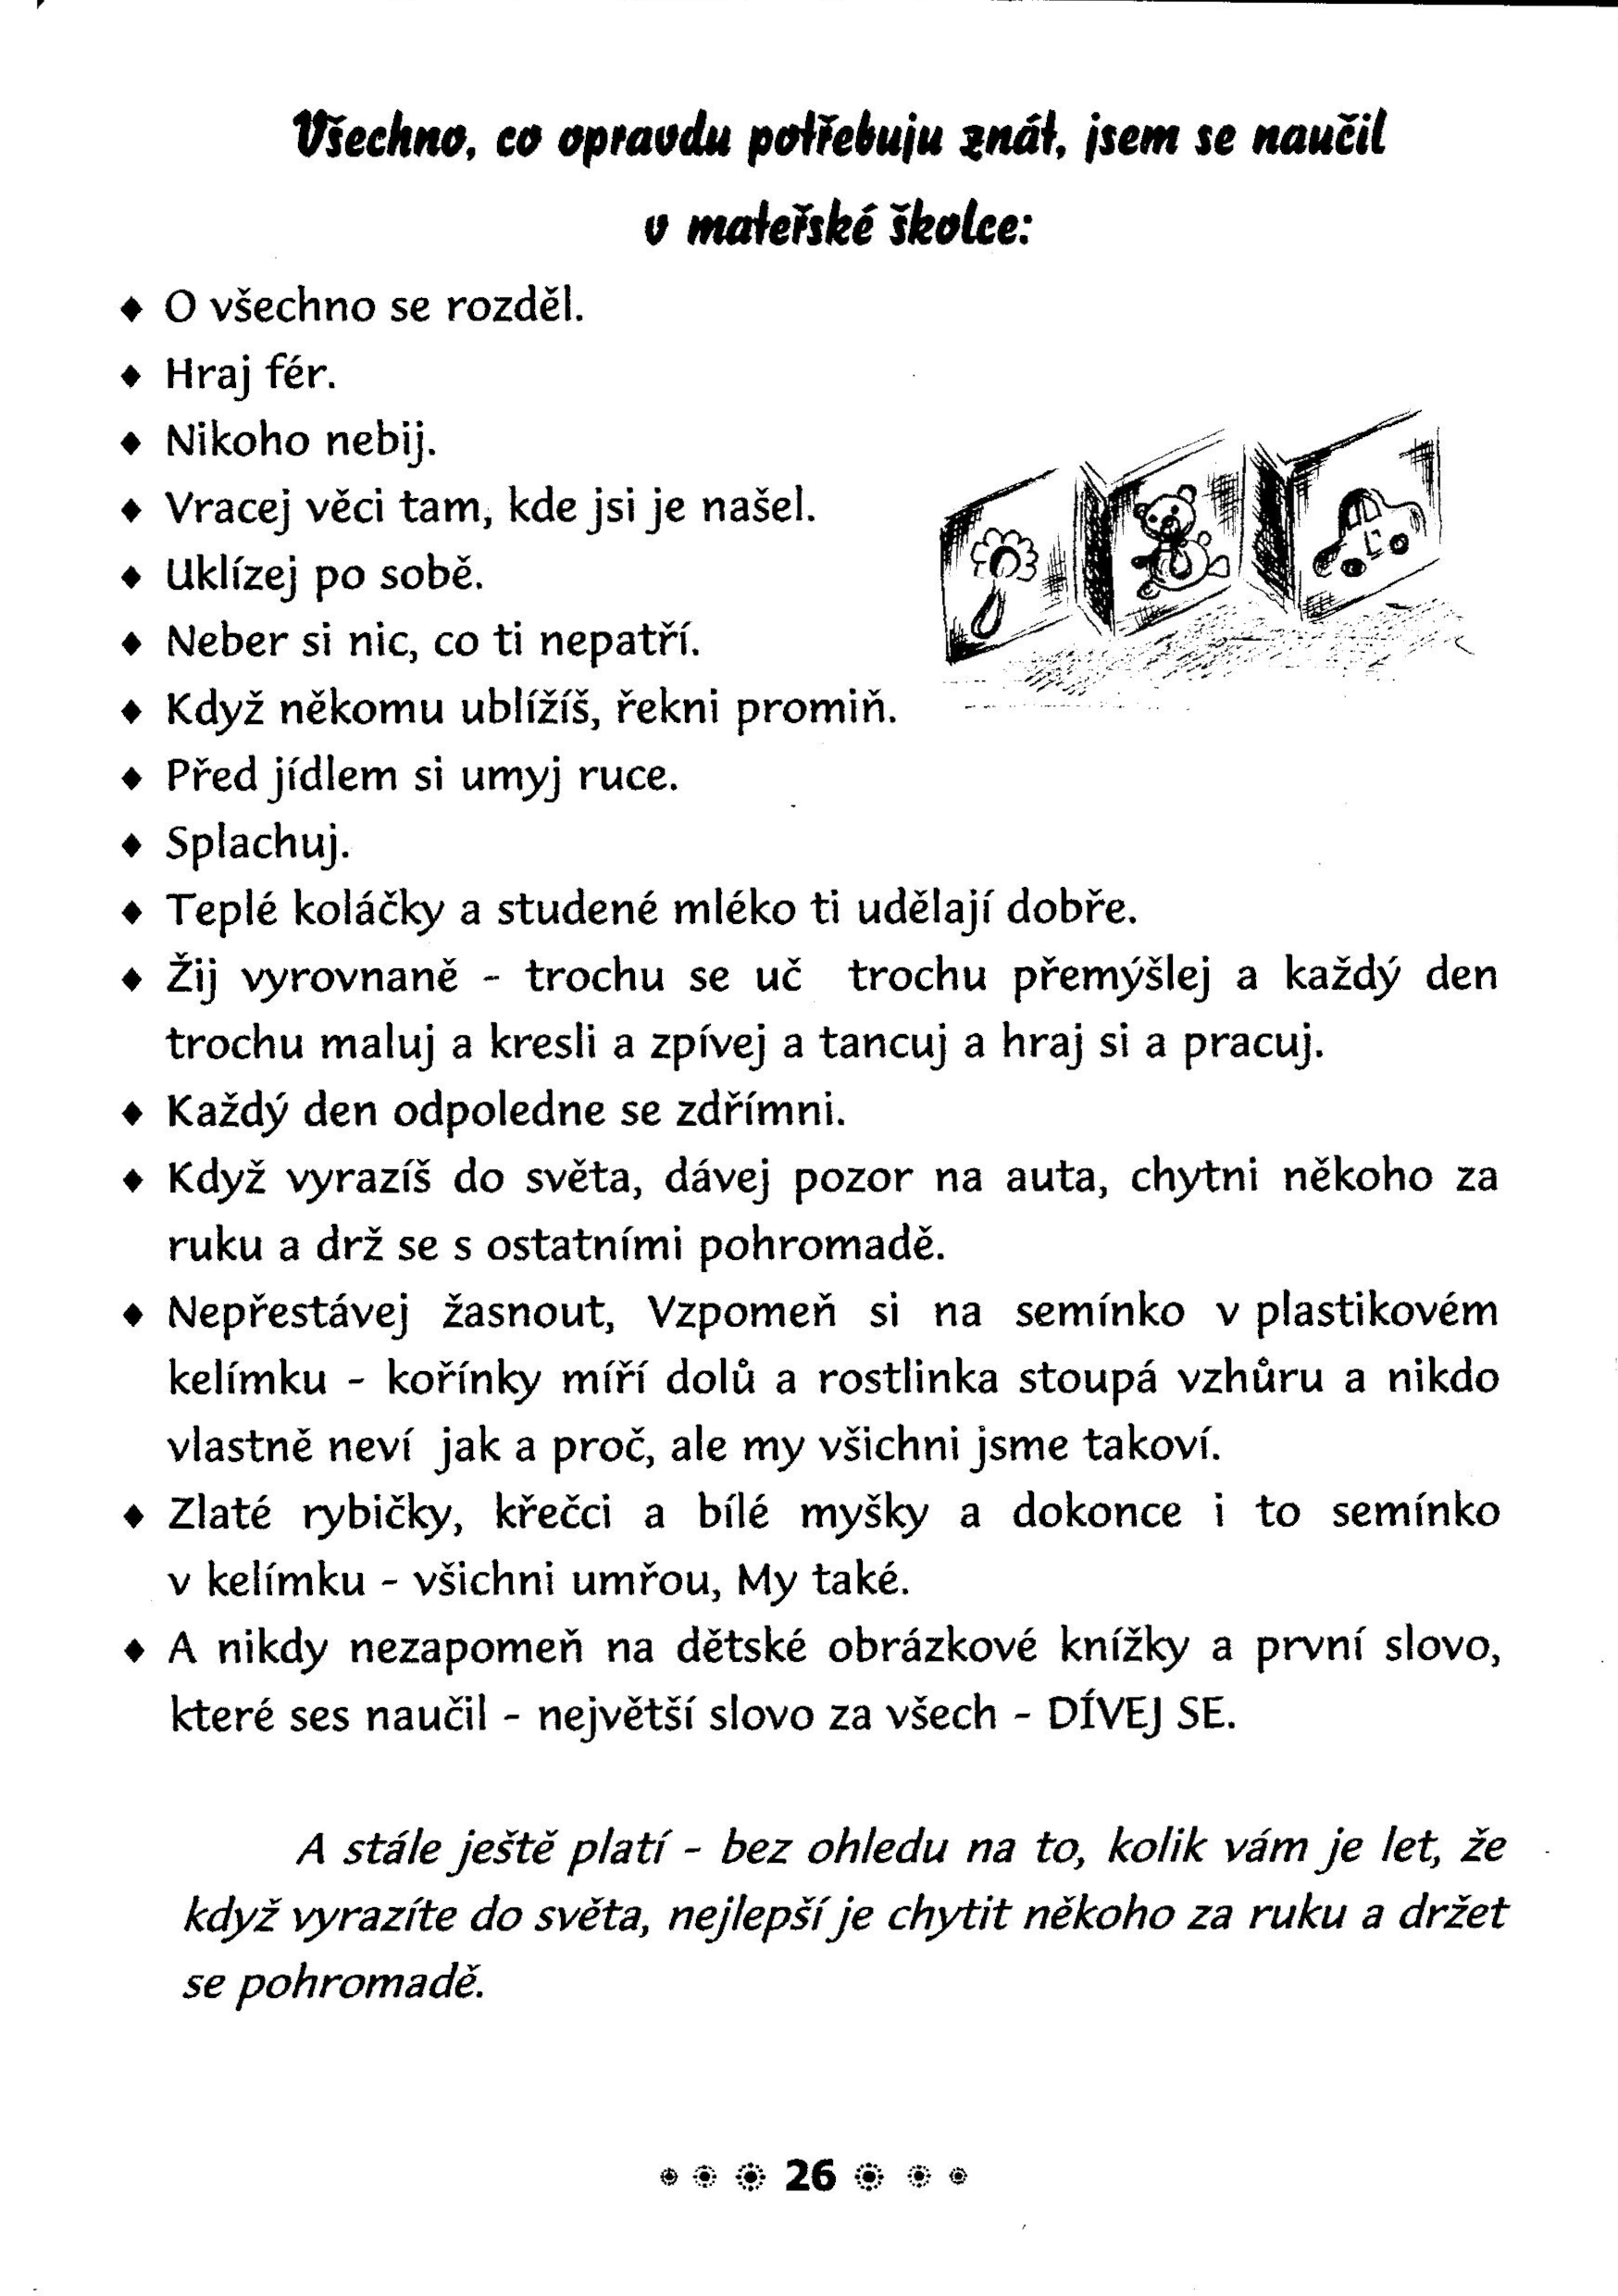 Všechno, co opravdu potřebuju znát, jsem se naučil
v mateřské školce:
♦ O všechno se rozděl.
♦ Hraj fér.
♦ Nikoho nebij.
♦ Vracej věci tam, kde jsi je našel.
♦ Uklízej po sobě.
♦ Neber si nic, co ti nepatří.
♦ Když někomu ublížíš, řekni promiň.
♦ Před jídlem si umyj ruce.
♦ Splachuj.
♦ Teplé koláčky a studené mléko ti udělají dobře.
♦ Žij vyrovnaně - trochu se uč trochu přemýšlej a každý den
trochu maluj a kresli a zpívej a tancuj a hraj si a pracuj.
♦ Každý den odpoledne se zdřímni.
♦ Když vyrazíš do světa, dávej pozor na auta, chytni někoho za
ruku a drž se s ostatními pohromadě.
♦ Nepřestávej žasnout, Vzpomeň si na semínko v plastikovém
kelímku - kořínky míří dolů a rostlinka stoupá vzhůru a nikdo
vlastně neví jak a proč, ale my všichni jsme takoví.
♦ Zlaté rybičky, křečci a bílé myšky a dokonce i to semínko
v kelímku - všichni umřou, My také.
♦ A nikdy nezapomeň na dětské obrázkové knížky a první slovo,
které ses naučil - největší slovo za všech - DÍVEJ SE.
A stále ještě platí - bez ohledu na to, kolik vám je let, že
když vyrazíte do světa, nejlepší je chytit někoho za ruku a držet
se pohromadě.
26